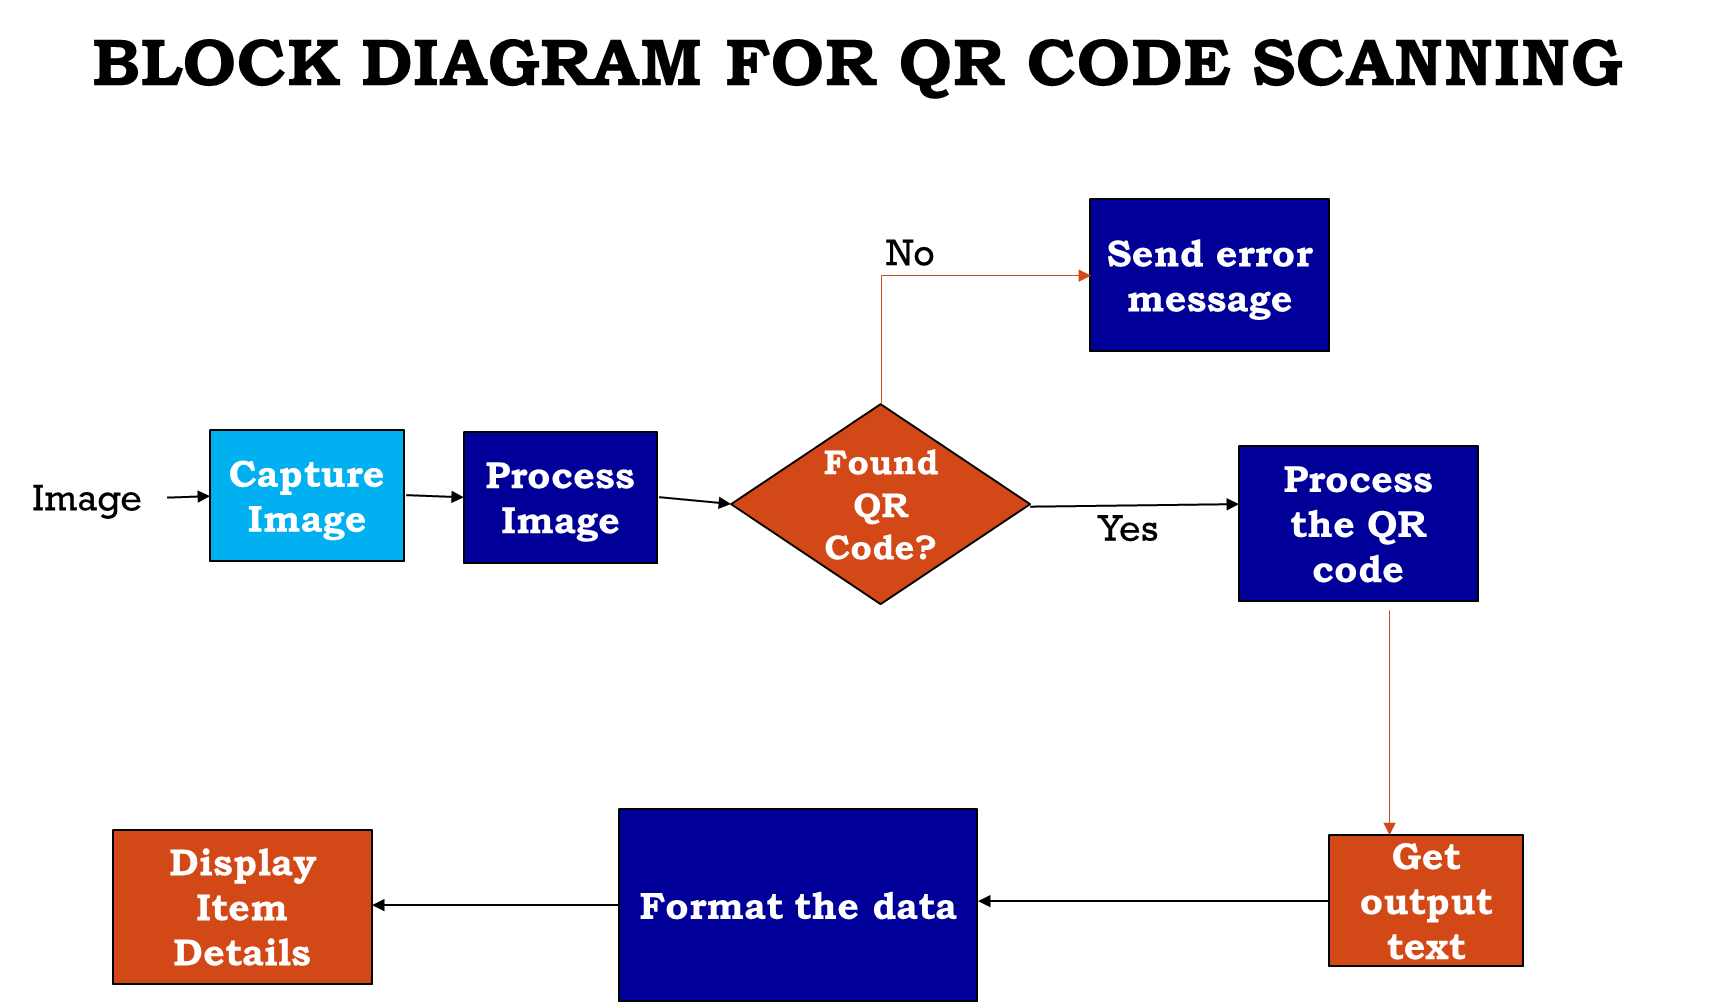 BLOCK DIAGRAM FOR QR CODE SCANNING
No
Send error
message
Image
Capture
Image
Process
Image
Found
QR
Code?
Yes
Process
the QR
code
Get
output
text
Format the data
Display
Item
Details